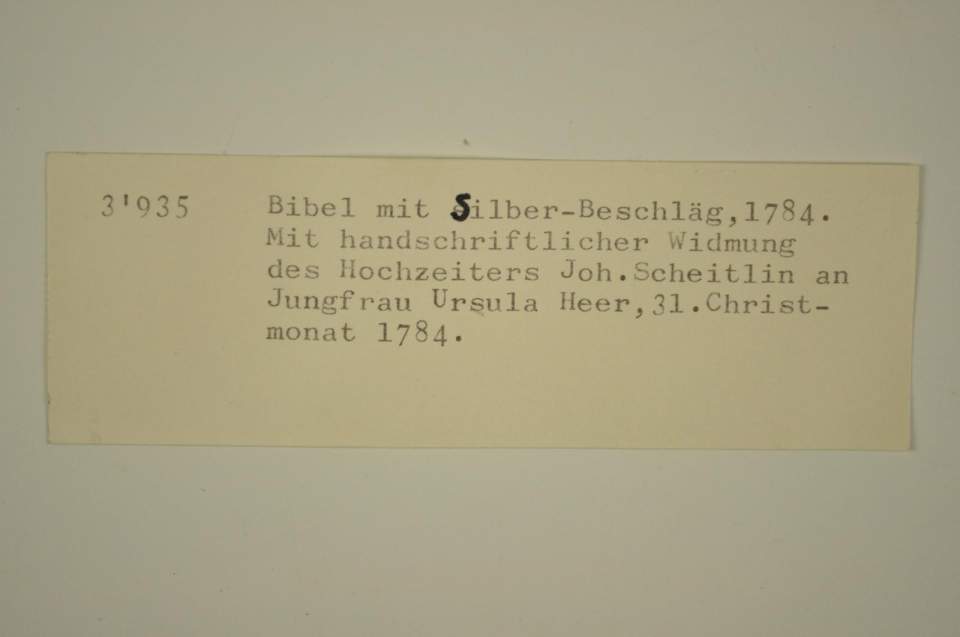 3'935 Bibel mit Silber-Beschläg,1784.
Mit handschriftlicher Widmung
des Hochzeiters Joh.Scheitlin an
Jungfrau Ursula Heer,31.Christ-
monat 1784.